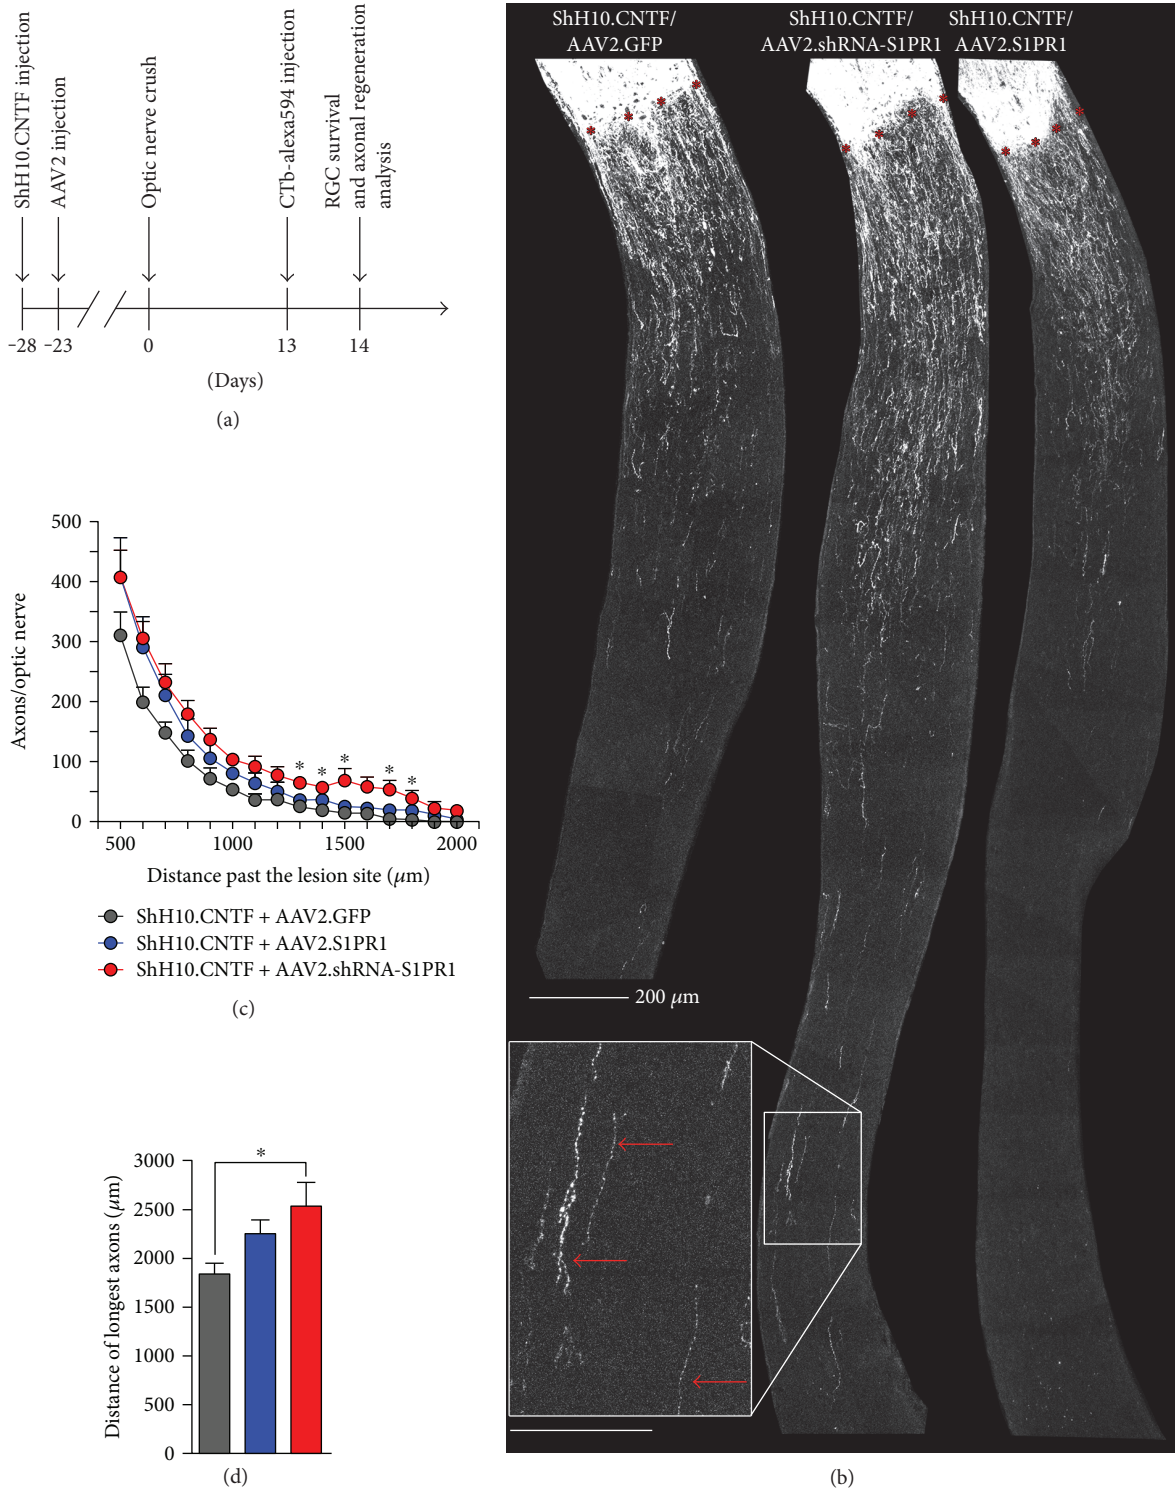 ShH10.CNTF injection
AAV2 injection
Optic nerve crush
CTb-alexa594 injection
RGC survival
and axonal regeneration
analysis
−28
−23
0
13
14
(Days)
(a)
ShH10.CNTF/
AAV2.GFP
ShH10.CNTF/
AAV2.shRNA-S1PR1
ShH10.CNTF/
AAV2.S1PR1
* * * *
* * * *
* * * *
200 μm
(b)
Axons/optic nerve
500
400
300
200
100
0
* * * * *
500
1000
1500
2000
Distance past the lesion site (μm)
ShH10.CNTF + AAV2.GFP
ShH10.CNTF + AAV2.S1PR1
ShH10.CNTF + AAV2.shRNA-S1PR1
(c)
Distance of longest axons (μm)
3000
2500
2000
1500
1000
500
0
*
(d)